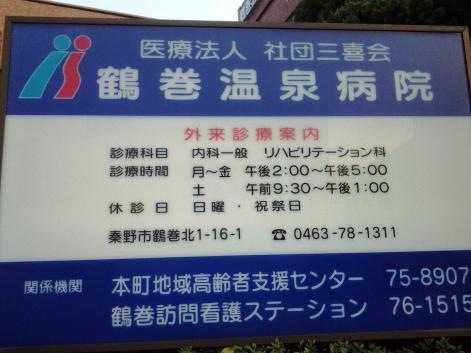 医療法人 社団三喜会
鶴巻温泉病院
外来診療案内
診療科目 内科一般 リハビリテーション科
診療時間 月～金 午後2:00～午後5:00
土 午前9:30～午後1:00
休診日 日曜・祝祭日
秦野市鶴巻北1-16-1 ☎0463-78-1311
関係機関 本町地域高齢者支援センター 75-8907
鶴巻訪問看護ステーション 76-1515